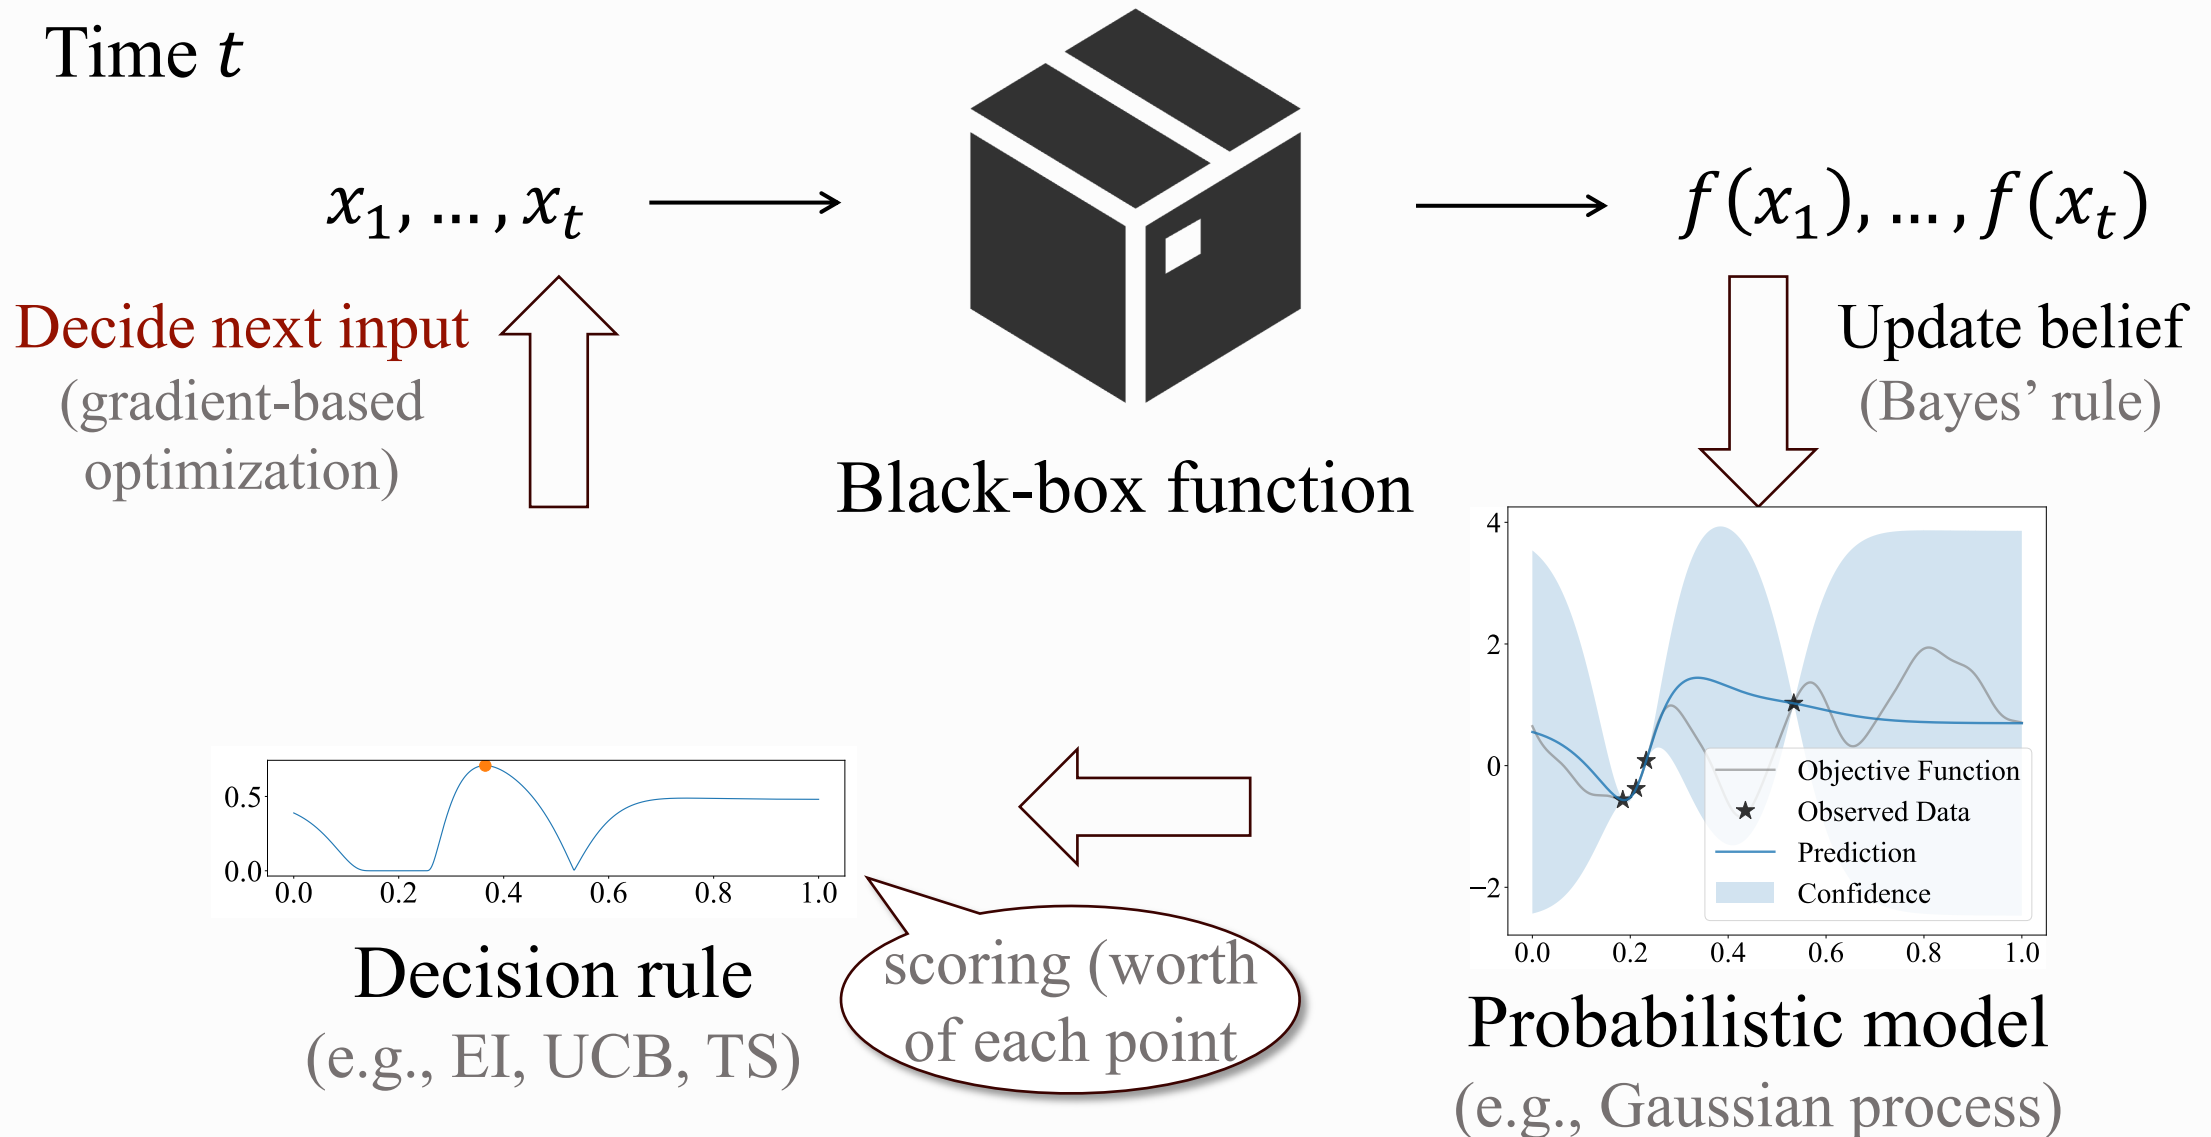 Time t
x₁, ... , xₜ
f(x₁), ... , f(xₜ)
Decide next input
(gradient-based
optimization)
Black-box function
Update belief
(Bayes’ rule)
4
2
0
−2
0.0 0.2 0.4 0.6 0.8 1.0
Objective Function
Observed Data
Prediction
Confidence
Probabilistic model
(e.g., Gaussian process)
0.5
0.0
0.0 0.2 0.4 0.6 0.8 1.0
Decision rule
(e.g., EI, UCB, TS)
scoring (worth
of each point